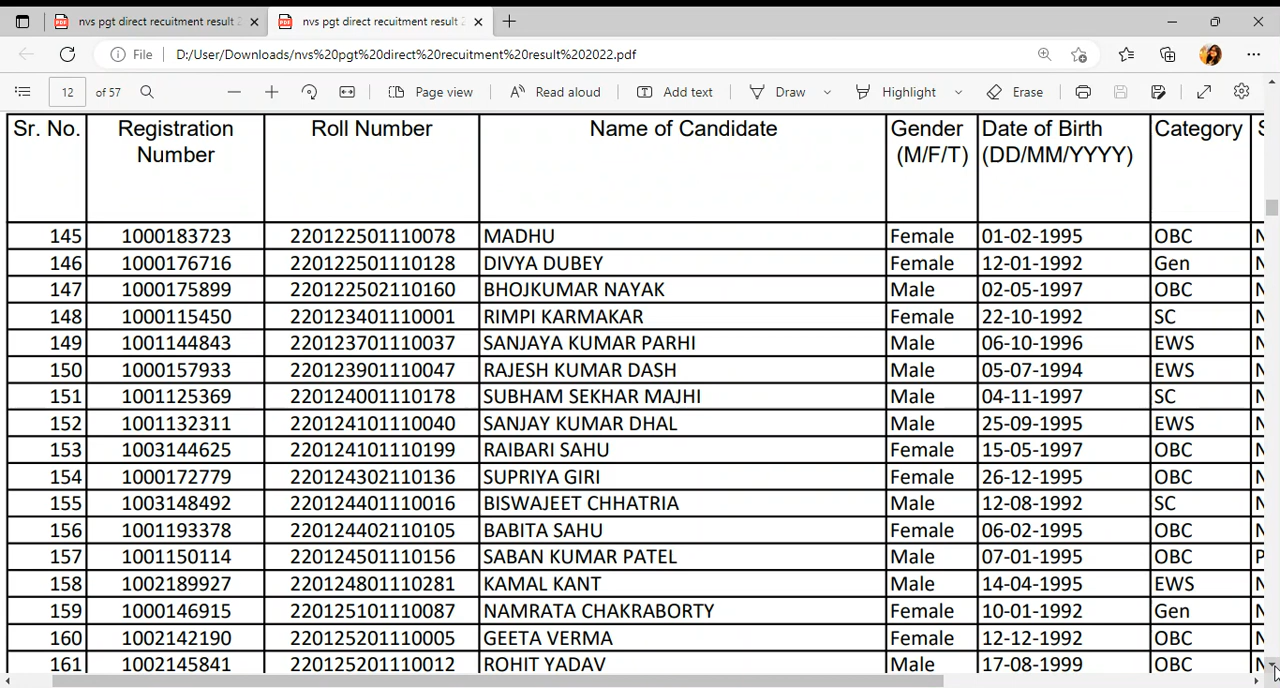 nvs pgt direct recuitment result 2 nvs pgt direct recuitment result 2
File D:/User/Downloads/nvs%20pgt%20direct%20recuitment%20result%202022.pdf
12 of 57 Page view Read aloud Add text Draw Highlight Erase
Sr. No. Registration Number Roll Number Name of Candidate Gender (M/F/T) Date of Birth (DD/MM/YYYY) Category
145 1000183723 220122501110078 MADHU Female 01-02-1995 OBC
146 1000176716 220122501110128 DIVYA DUBEY Female 12-01-1992 Gen
147 1000175899 220122502110160 BHOJKUMAR NAYAK Male 02-05-1997 OBC
148 1000115450 220123401110001 RIMPI KARMAKAR Female 22-10-1992 SC
149 1001144843 220123701110037 SANJAYA KUMAR PARHI Male 06-10-1996 EWS
150 1000157933 220123901110047 RAJESH KUMAR DASH Male 05-07-1994 EWS
151 1001125369 220124001110178 SUBHAM SEKHAR MAJHI Male 04-11-1997 SC
152 1001132311 220124101110040 SANJAY KUMAR DHAL Male 25-09-1995 EWS
153 1003144625 220124101110199 RAIBARI SAHU Female 15-05-1997 OBC
154 1000172779 220124302110136 SUPRIYA GIRI Female 26-12-1995 OBC
155 1003148492 220124401110016 BISWAJEET CHHATRIA Male 12-08-1992 SC
156 1001193378 220124402110105 BABITA SAHU Female 06-02-1995 OBC
157 1001150114 220124501110156 SABAN KUMAR PATEL Male 07-01-1995 OBC
158 1002189927 220124801110281 KAMAL KANT Male 14-04-1995 EWS
159 1000146915 220125101110087 NAMRATA CHAKRABORTY Female 10-01-1992 Gen
160 1002142190 220125201110005 GEETA VERMA Female 12-12-1992 OBC
161 1002145841 220125201110012 ROHIT YADAV Male 17-08-1999 OBC